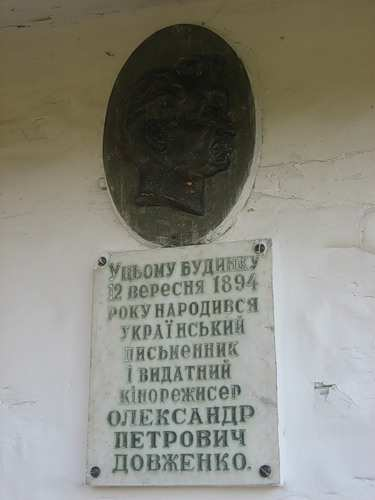 У цьому будинку
12 вересня 1894
року народився
український
письменник
і видатний
кінорежисер
Олександр
Петрович
Довженко.